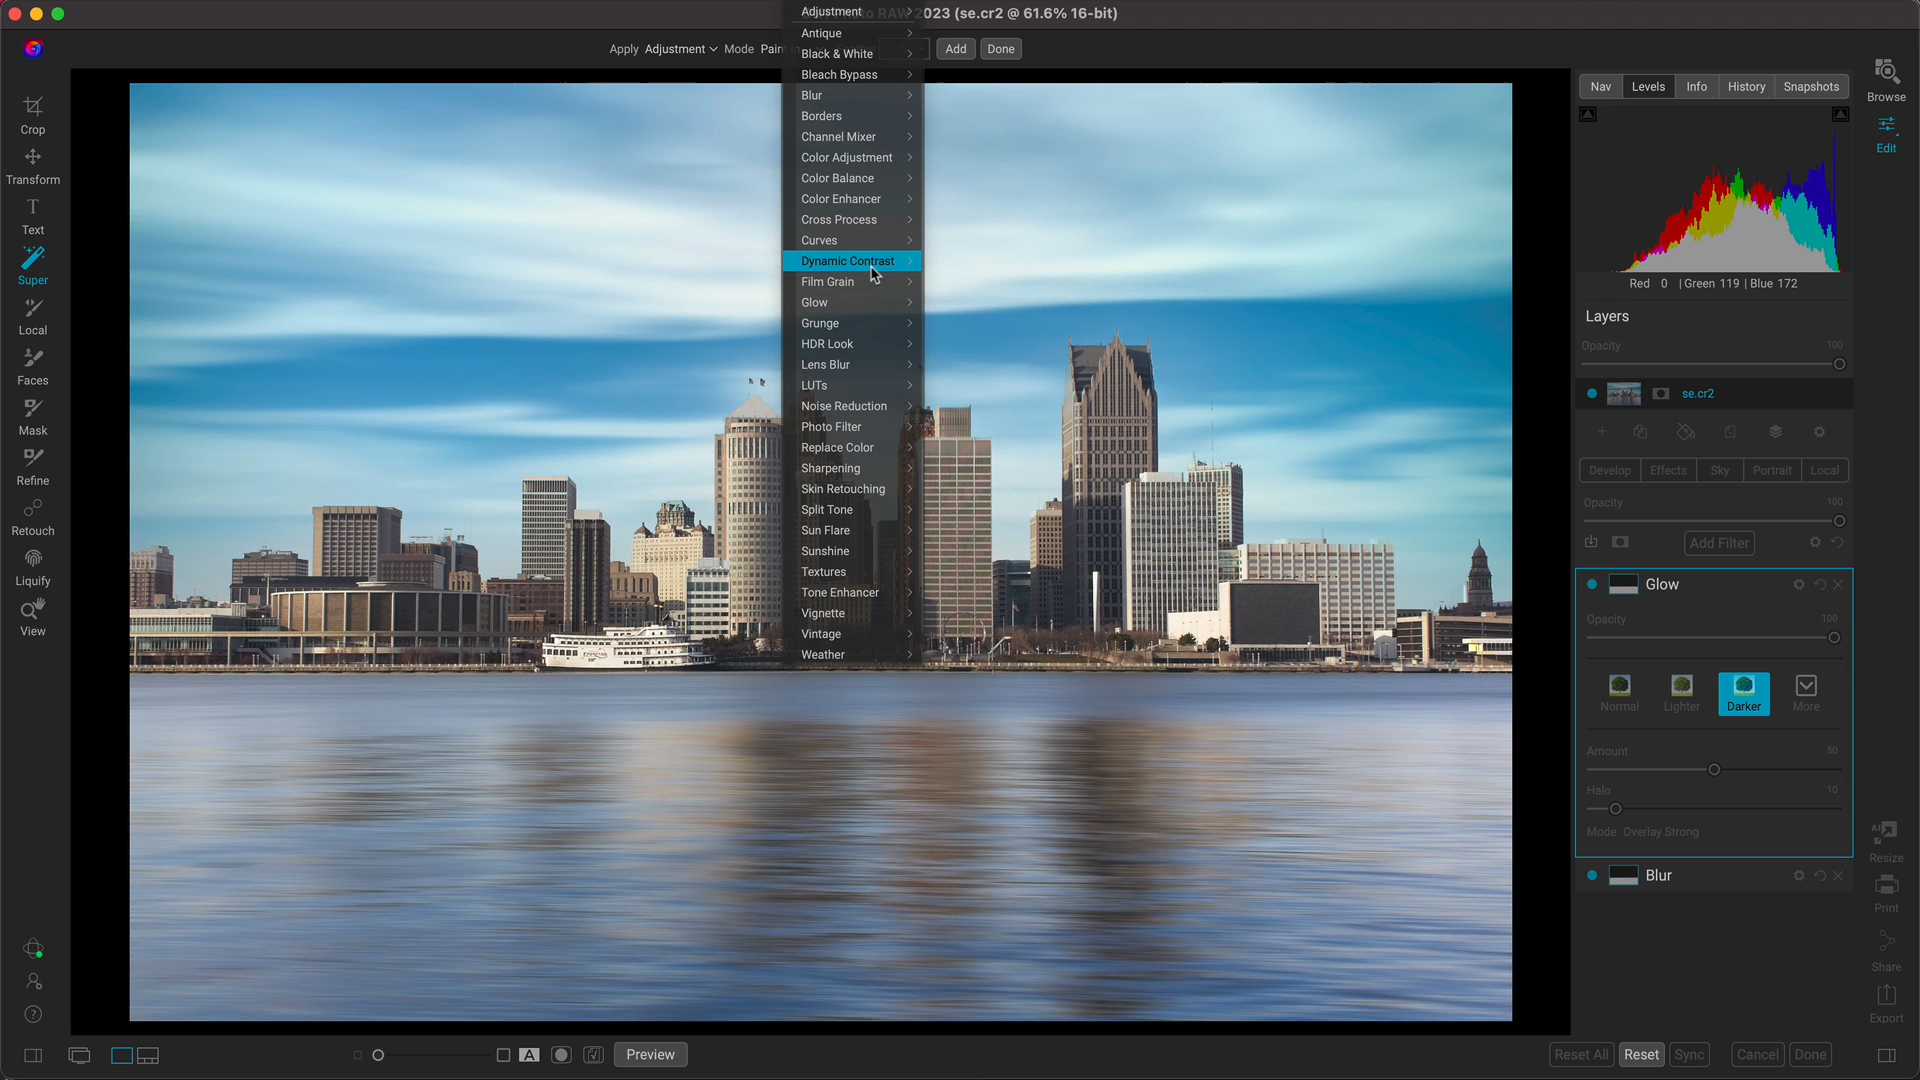 Photo RAW 2023 (se.cr2 @ 61.6% 16-bit)
Apply Adjustment Mode Paint In Add Done
Adjustment
Antique
Black & White
Bleach Bypass
Blur
Borders
Channel Mixer
Color Adjustment
Color Balance
Color Enhancer
Cross Process
Curves
Dynamic Contrast
Film Grain
Glow
Grunge
HDR Look
Lens Blur
LUTs
Noise Reduction
Photo Filter
Replace Color
Sharpening
Skin Retouching
Split Tone
Sun Flare
Sunshine
Textures
Tone Enhancer
Vignette
Vintage
Weather
Crop
Transform
Text
Super
Local
Faces
Mask
Refine
Retouch
Liquify
View
Nav Levels Info History Snapshots
Red 0 | Green 119 | Blue 172
Layers
Opacity 100
se.cr2
Develop Effects Sky Portrait Local
Opacity 100
Add Filter
Glow
Opacity 100
Normal Lighter Darker More
Amount 50
Halo 10
Mode Overlay Strong
Blur
Browse
Edit
AI
Resize
Print
Share
Export
A Preview
Reset All Reset Sync Cancel Done